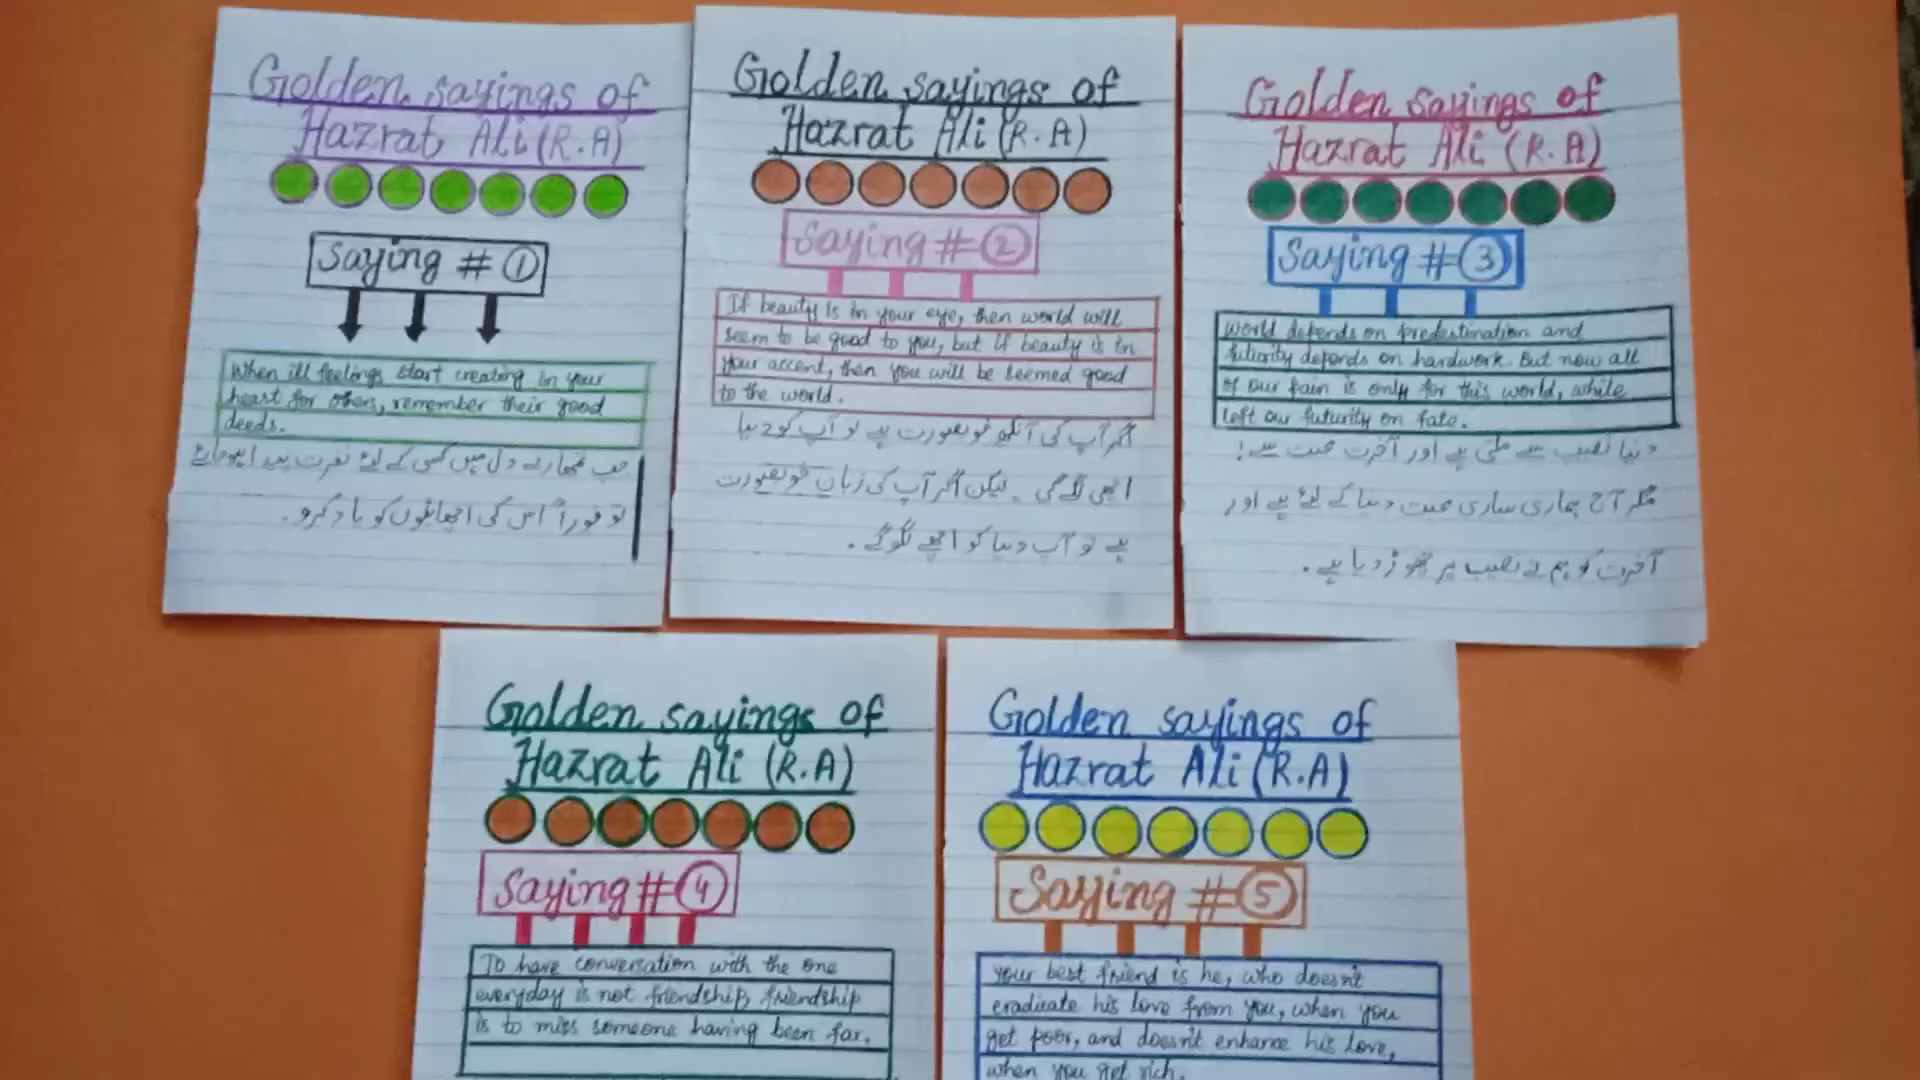 Golden sayings of
Hazrat Ali (R.A)
Saying # 1
When ill feelings start creating in your
heart for others, remember their good
deeds.
جب تمھارے دل میں کسی کے لئے نفرت پیدا ہوجائے
تو فوراً اس کی اچھائیوں کو یاد کرو۔
Golden sayings of
Hazrat Ali (R.A)
Saying # 2
If beauty is in your eye, then world will
seem to be good to you, but if beauty is in
your accent, then you will be seemed good
to the world.
اگر آپ کی آنکھ خوبصورت ہے تو آپ کو دنیا
اچھی لگے گی ۔ لیکن اگر آپ کی زبان خوبصورت
ہے تو آپ دنیا کو اچھے لگو گے ۔
Golden sayings of
Hazrat Ali (R.A)
Saying # 3
World depends on predestination and
futurity depends on hardwork. But now all
of our pain is only for this world, while
left our futurity on fate.
دنیا نصیب سے ملتی ہے اور آخرت محنت سے!
مگر آج ہماری ساری محنت دنیا کے لئے ہے اور
آخرت کو ہم نے نصیب پر چھوڑ دیا ہے ۔
Golden sayings of
Hazrat Ali (R.A)
Saying # 4
To have conversation with the one
everyday is not friendship, friendship
is to miss someone having been far.
Golden sayings of
Hazrat Ali (R.A)
Saying # 5
your best friend is he, who doesn't
eradicate his love from you, when you
get poor, and doesn't enhance his love,
when you get rich.